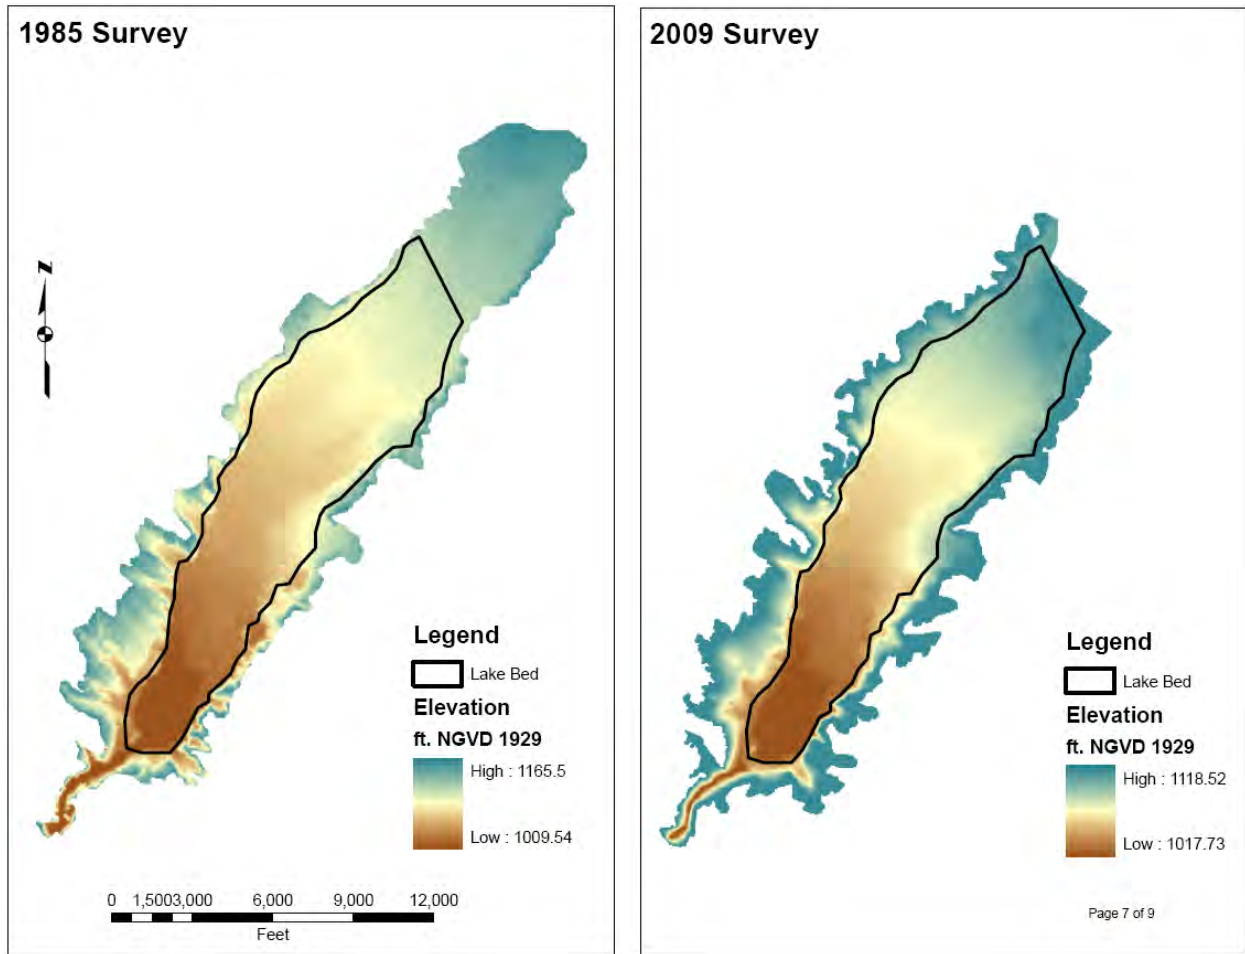 1985 Survey
N
Legend
Lake Bed
Elevation
ft. NGVD 1929
High : 1165.5
Low : 1009.54
0 1,5003,000 6,000 9,000 12,000
Feet
2009 Survey
Legend
Lake Bed
Elevation
ft. NGVD 1929
High : 1118.52
Low : 1017.73
Page 7 of 9